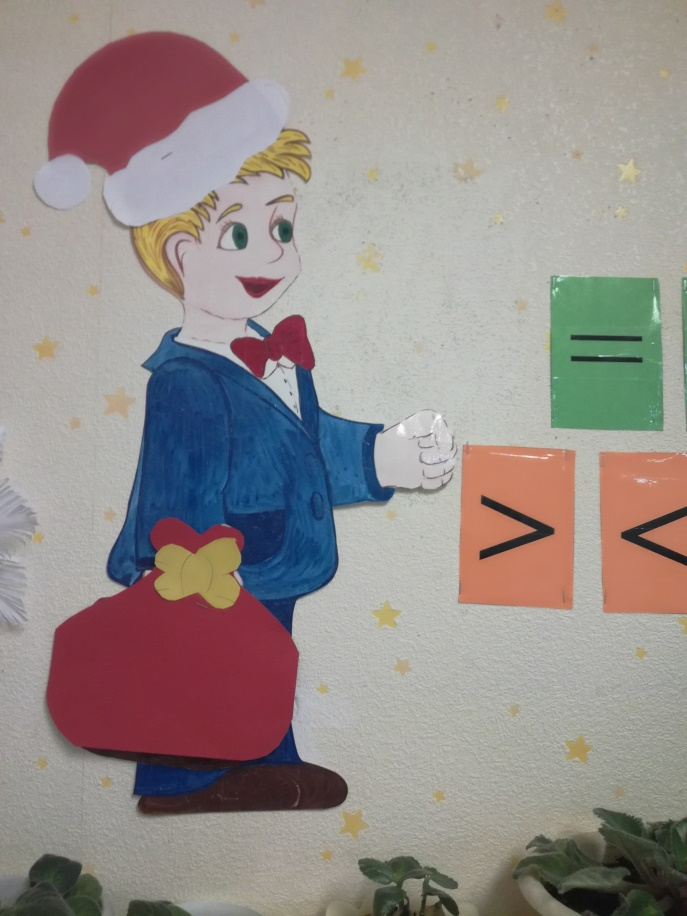 =
> <